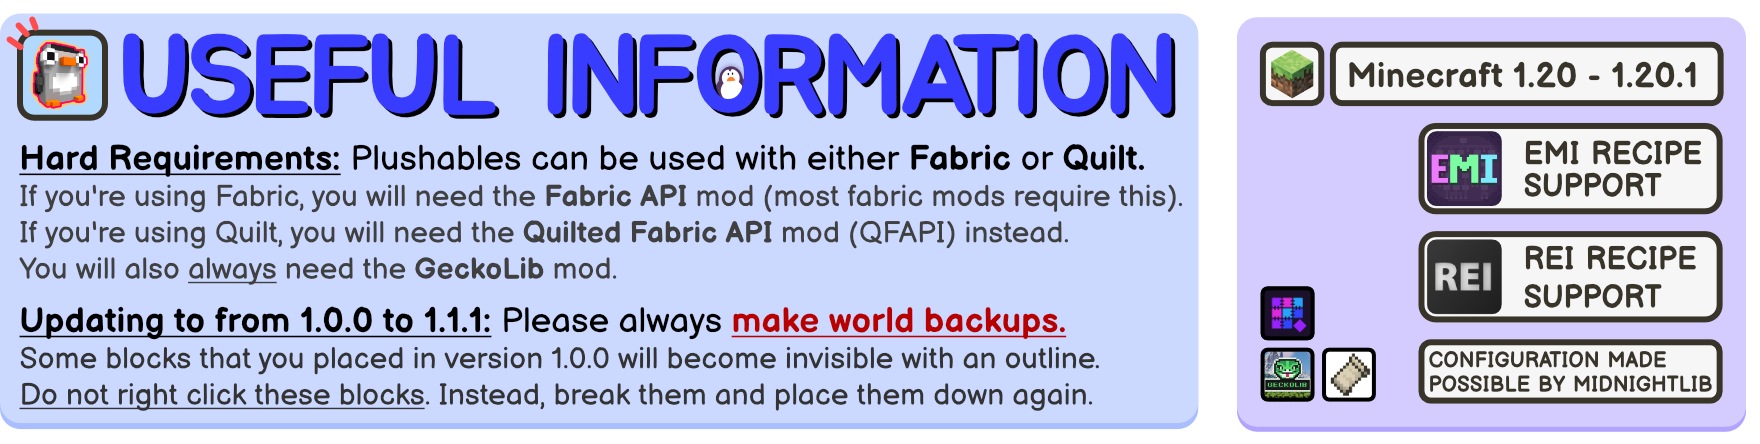 USEFUL INFORMATION
Hard Requirements: Plushables can be used with either Fabric or Quilt.
If you're using Fabric, you will need the Fabric API mod (most fabric mods require this).
If you're using Quilt, you will need the Quilted Fabric API mod (QFAPI) instead.
You will also always need the GeckoLib mod.
Updating to from 1.0.0 to 1.1.1: Please always make world backups.
Some blocks that you placed in version 1.0.0 will become invisible with an outline.
Do not right click these blocks. Instead, break them and place them down again.
Minecraft 1.20 - 1.20.1
EMI
EMI RECIPE
SUPPORT
REI
REI RECIPE
SUPPORT
GECKOLIB
CONFIGURATION MADE
POSSIBLE BY MIDNIGHTLIB